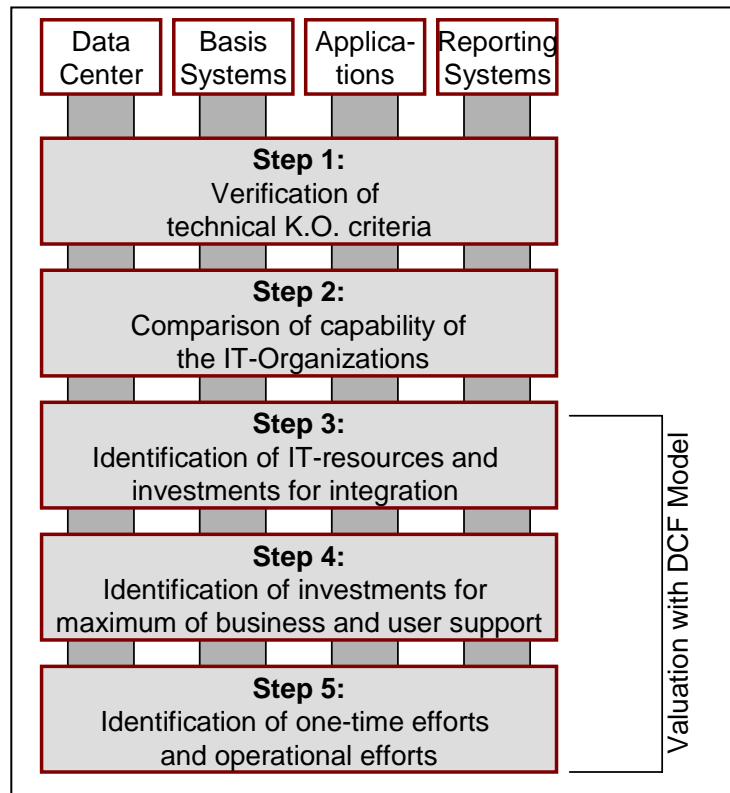 Data
Center
Basis
Systems
Applica-
tions
Reporting
Systems
Step 1:
Verification of
technical K.O. criteria
Step 2:
Comparison of capability of
the IT-Organizations
Step 3:
Identification of IT-resources and
investments for integration
Step 4:
Identification of investments for
maximum of business and user support
Step 5:
Identification of one-time efforts
and operational efforts
Valuation with DCF Model